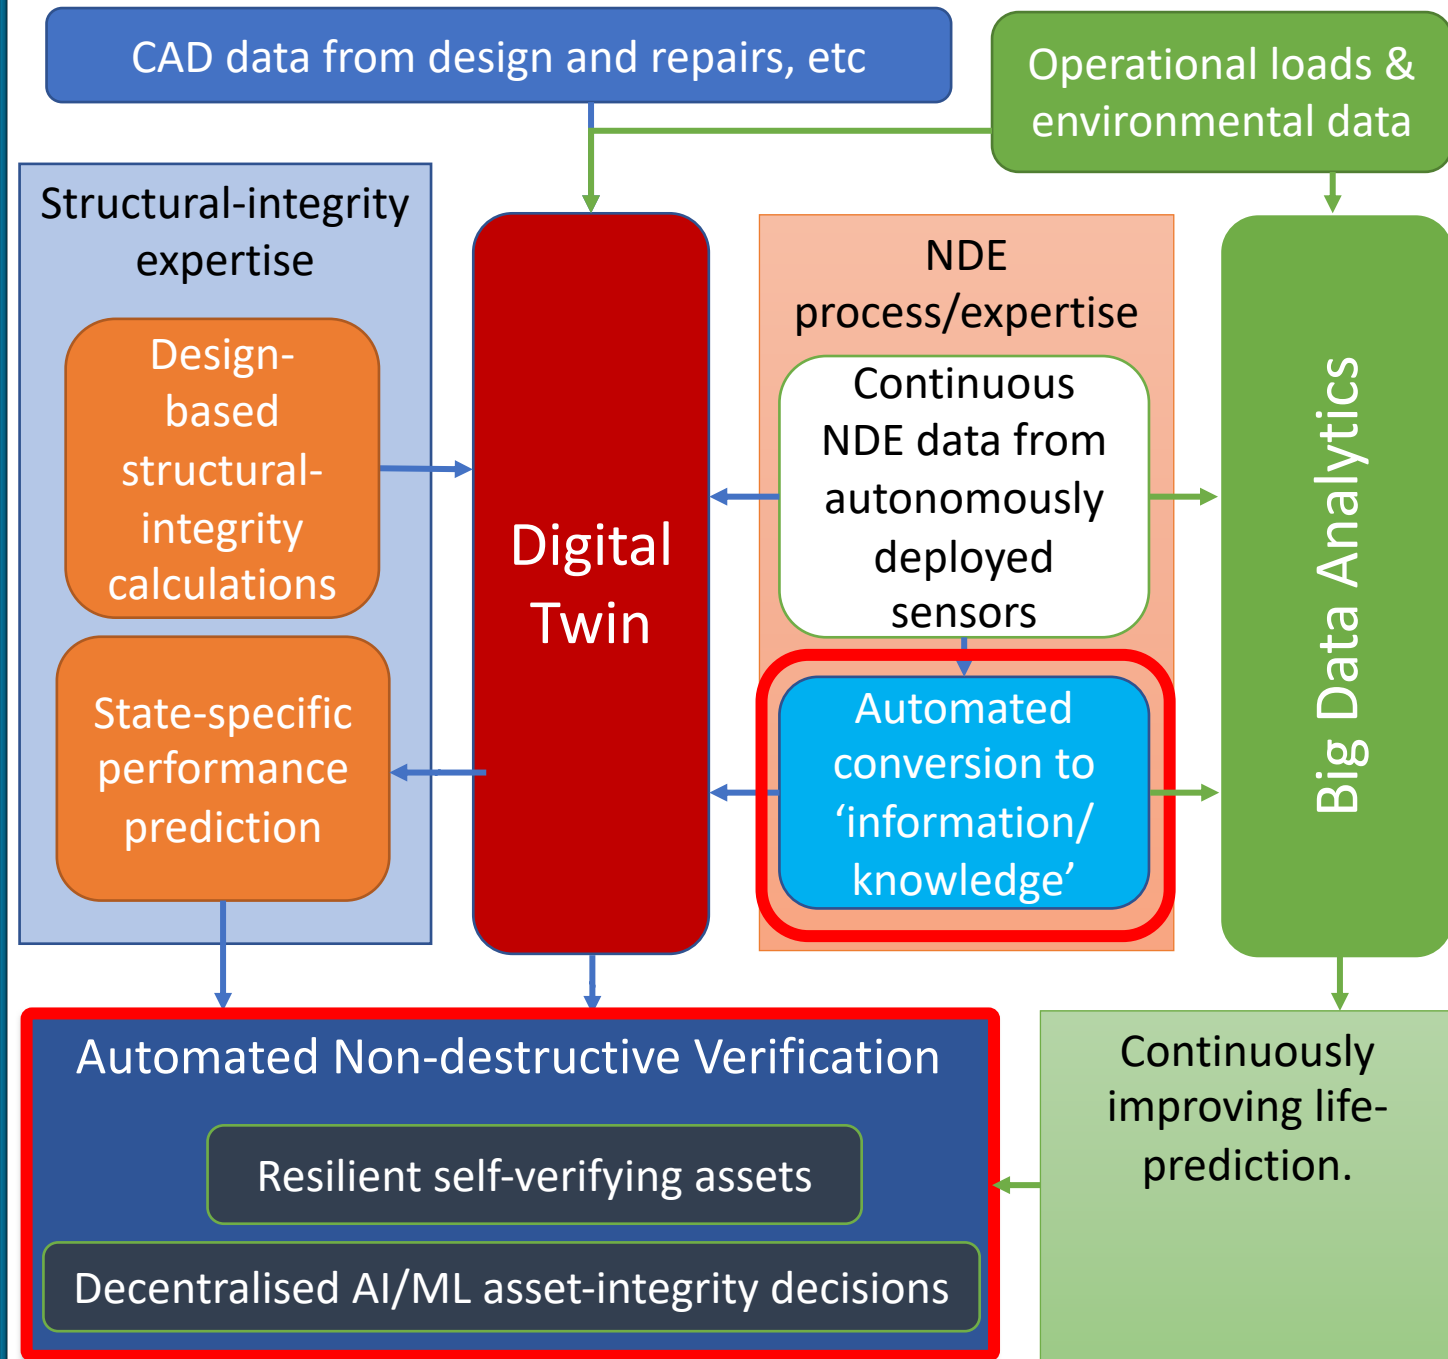 CAD data from design and repairs, etc
Operational loads &
environmental data
Structural-integrity
expertise
Design-
based
structural-
integrity
calculations
State-specific
performance
prediction
Digital
Twin
NDE
process/expertise
Continuous
NDE data from
autonomously
deployed
sensors
Automated
conversion to
‘information/
knowledge’
Big Data Analytics
Automated Non-destructive Verification
Resilient self-verifying assets
Decentralised AI/ML asset-integrity decisions
Continuously
improving life-
prediction.